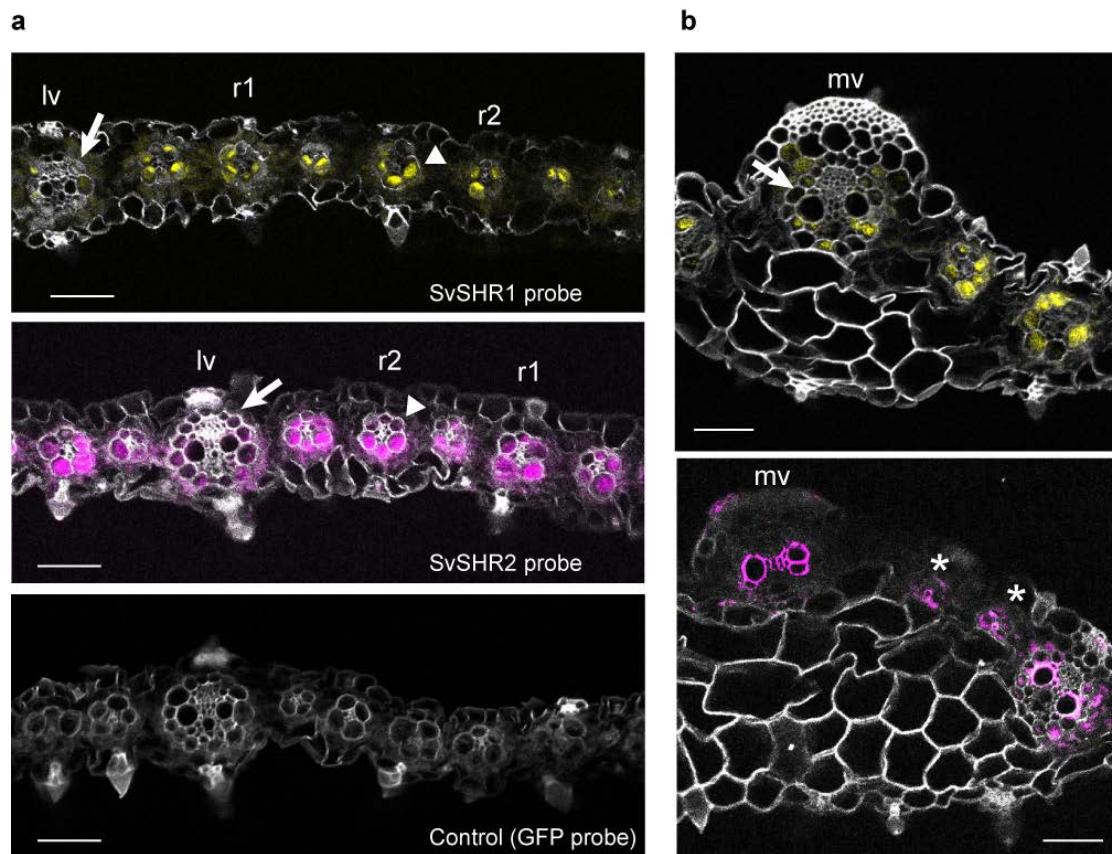 a
b
lv
r1
r2
SvSHR1 probe
lv
r2
r1
SvSHR2 probe
Control (GFP probe)
mv
mv
*
*